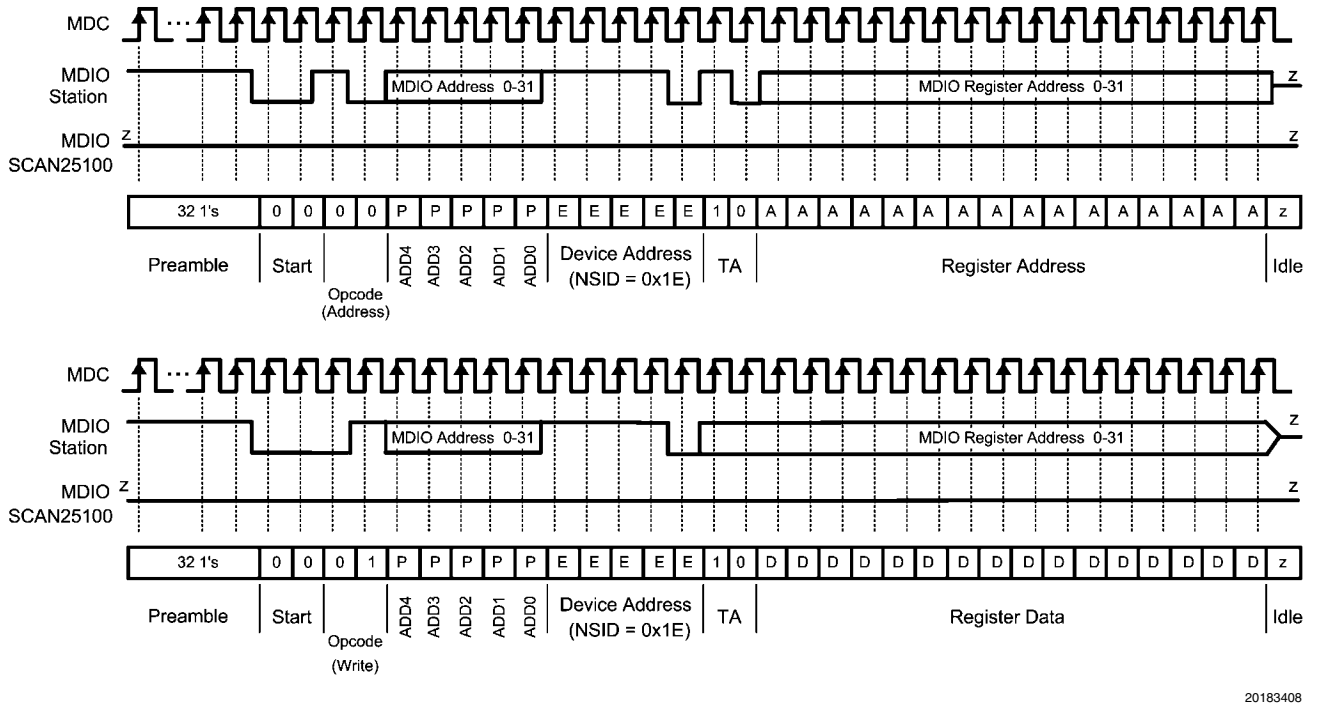 MDC
MDIO Station
MDIO Address 0-31
MDIO Register Address 0-31
z
MDIO SCAN25100
z
z
32 1's 0 0 0 0 P P P P P E E E E E 1 0 A A A A A A A A A A A A A A A A z
Preamble Start Opcode (Address) ADD4 ADD3 ADD2 ADD1 ADD0 Device Address (NSID = 0x1E) TA Register Address Idle
MDC
MDIO Station
MDIO Address 0-31
MDIO Register Address 0-31
z
MDIO SCAN25100
z
z
32 1's 0 0 0 1 P P P P P E E E E E 1 0 D D D D D D D D D D D D D D D D z
Preamble Start Opcode (Write) ADD4 ADD3 ADD2 ADD1 ADD0 Device Address (NSID = 0x1E) TA Register Data Idle
20183408